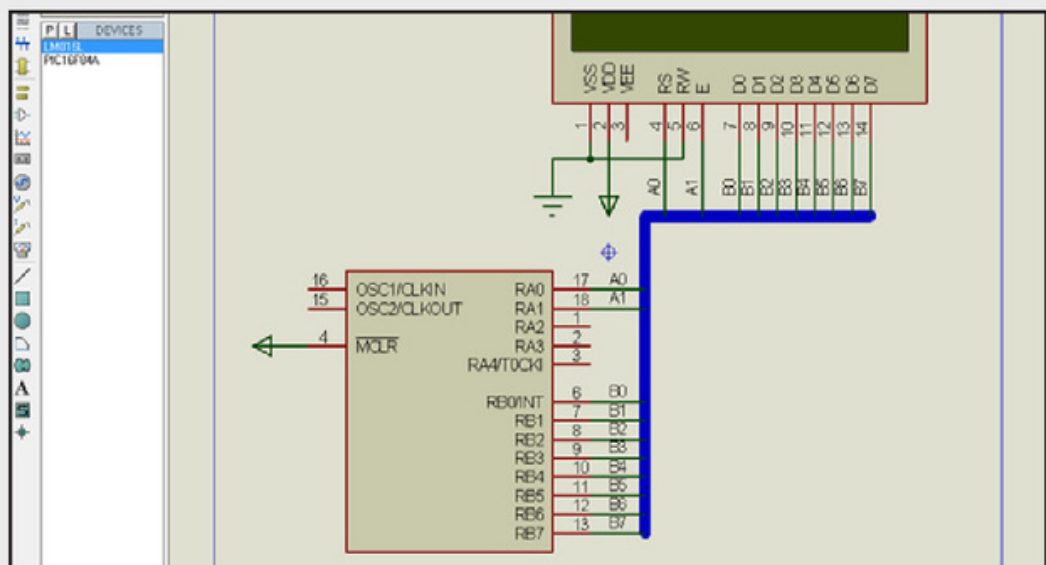 P L DEVICES
LM016L
PIC16F84A
VSS VDD VEE RS RW E D0 D1 D2 D3 D4 D5 D6 D7
1 2 3 4 5 6 7 8 9 10 11 12 13 14
A0 A1 B0 B1 B2 B3 B4 B5 B6 B7
16 OSC1/CLKIN RA0 17 A0
15 OSC2/CLKOUT RA1 18 A1
RA2 1
4 MCLR RA3 2
RA4/T0CKI 3
RB0/INT 6 B0
RB1 7 B1
RB2 8 B2
RB3 9 B3
RB4 10 B4
RB5 11 B5
RB6 12 B6
RB7 13 B7
A